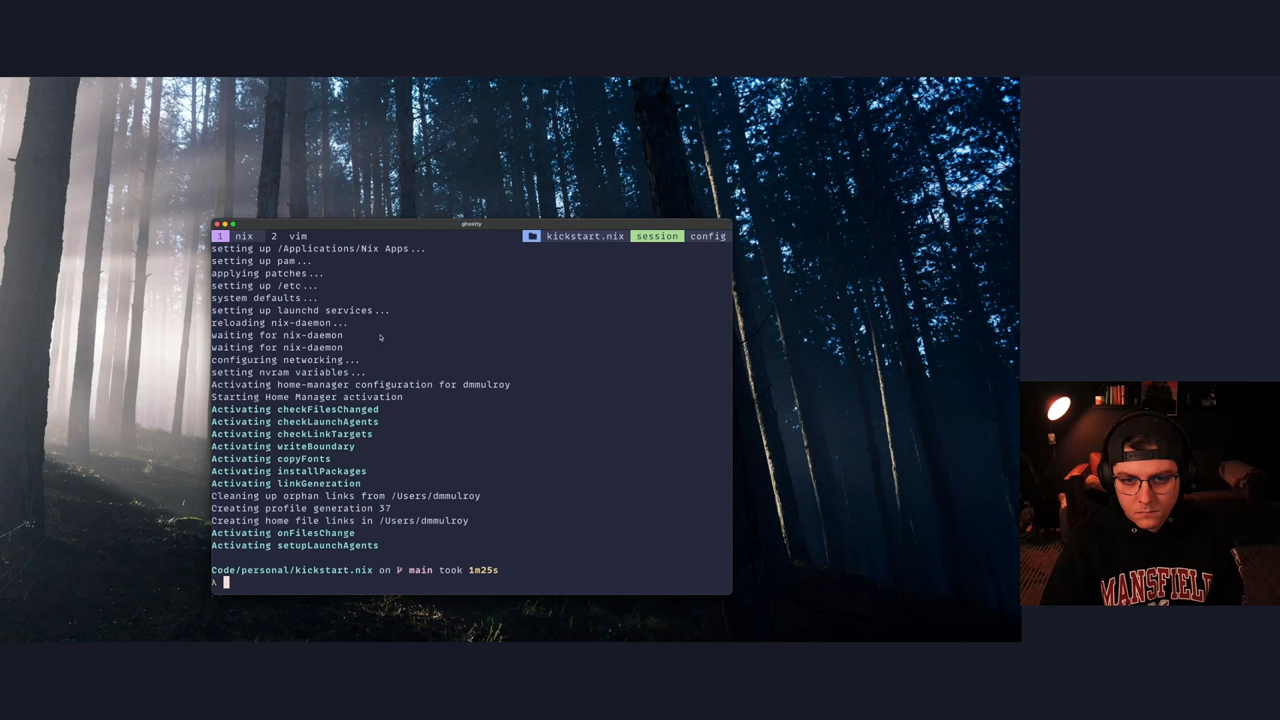 ghostty
1 nix 2 vim kickstart.nix session config
setting up /Applications/Nix Apps...
setting up pam...
applying patches...
setting up /etc...
system defaults...
setting up launchd services...
reloading nix-daemon...
waiting for nix-daemon
waiting for nix-daemon
configuring networking...
setting nvram variables...
Activating home-manager configuration for dmmulroy
Starting Home Manager activation
Activating checkFilesChanged
Activating checkLaunchAgents
Activating checkLinkTargets
Activating writeBoundary
Activating copyFonts
Activating installPackages
Activating linkGeneration
Cleaning up orphan links from /Users/dmmulroy
Creating profile generation 37
Creating home file links in /Users/dmmulroy
Activating onFilesChange
Activating setupLaunchAgents
Code/personal/kickstart.nix on main took 1m25s
λ
MANSFIELD